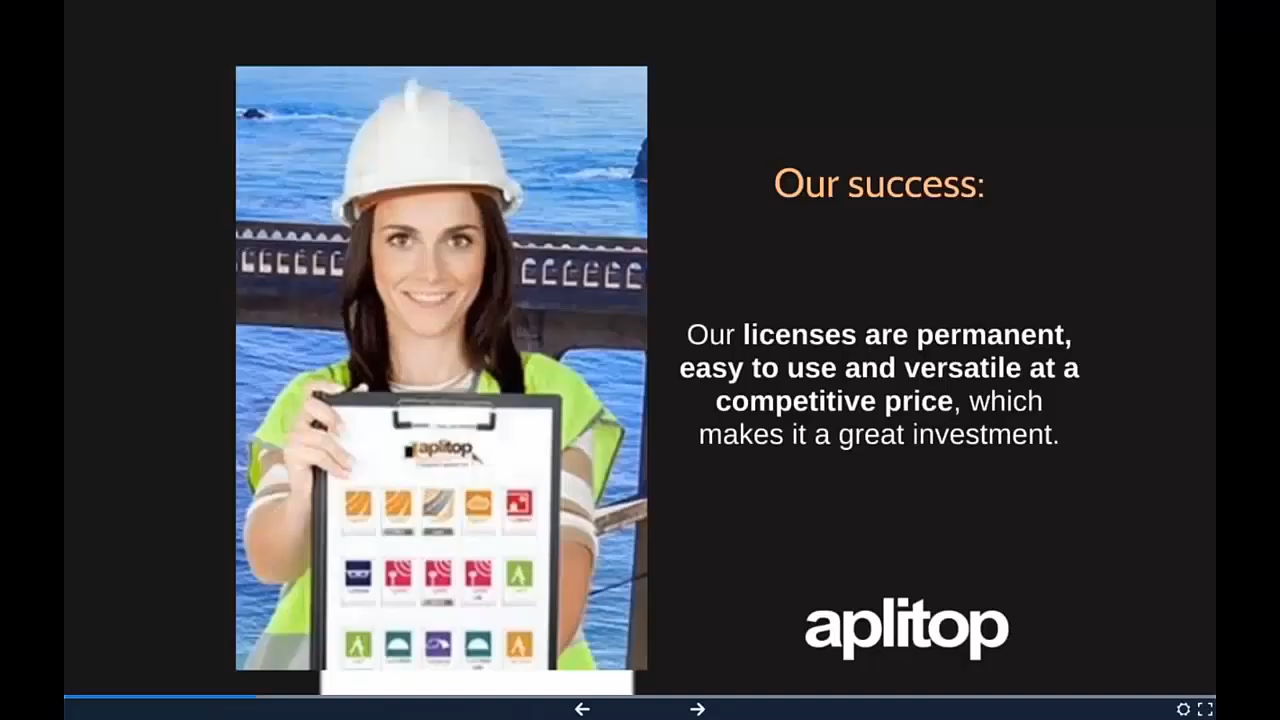 Our success:
Our licenses are permanent,
easy to use and versatile at a
competitive price, which
makes it a great investment.
aplitop
aplitop